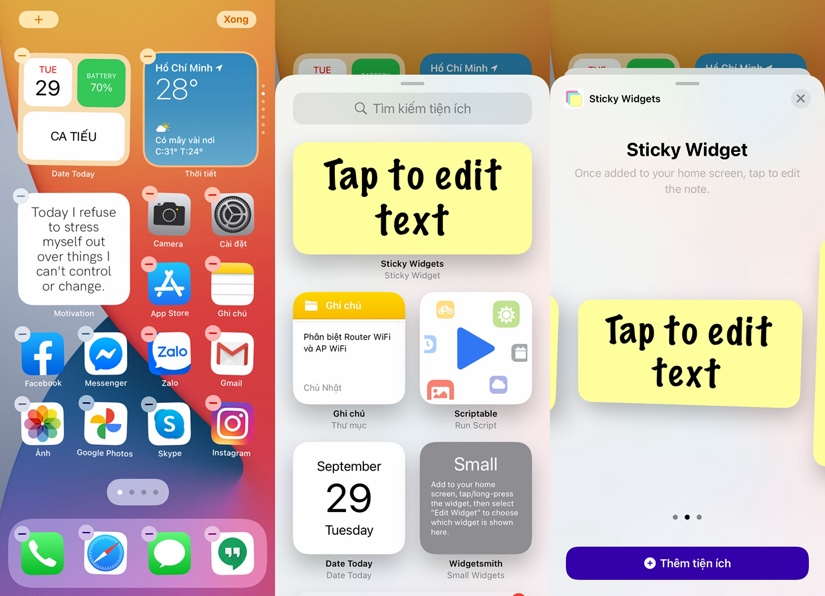 +
Xong
TUE
29
BATTERY
70%
CA TIẾU
Date Today
Hồ Chí Minh
28°
Có mây vài nơi
C:31° T:24°
Thời tiết
Today I refuse
to stress
myself out
over things I
can't control
or change.
Motivation
Camera
Cài đặt
App Store
Ghi chú
Zalo
Facebook
Messenger
Zalo
Gmail
Ảnh
Google Photos
Skype
Instagram
TUE
BATTERY
Hồ Chí Minh
Tìm kiếm tiện ích
Tap to edit
text
Sticky Widgets
Sticky Widget
Ghi chú
Phân biệt Router WiFi
và AP WiFi
Chủ Nhật
Ghi chú
Thư mục
Scriptable
Run Script
September
29
Tuesday
Date Today
Date Today
Small
Add to your home
screen, tap/long-press
the widget, then select
"Edit Widget" to choose
which widget is shown
here.
Widgetsmith
Small Widgets
TUE
Hồ Chí Minh
Sticky Widgets
Sticky Widget
Once added to your home screen, tap to edit
the note.
Tap to edit
text
Thêm tiện ích